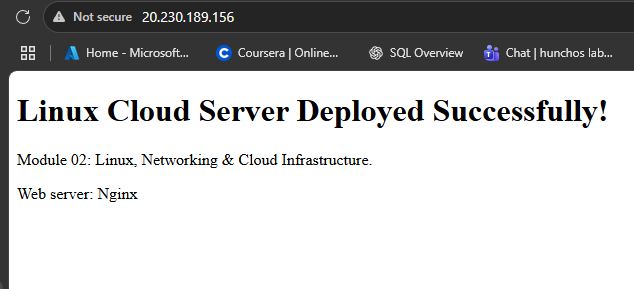 Not secure 20.230.189.156
Home - Microsoft... Coursera | Online... SQL Overview Chat | hunchos lab...
Linux Cloud Server Deployed Successfully!
Module 02: Linux, Networking & Cloud Infrastructure.
Web server: Nginx